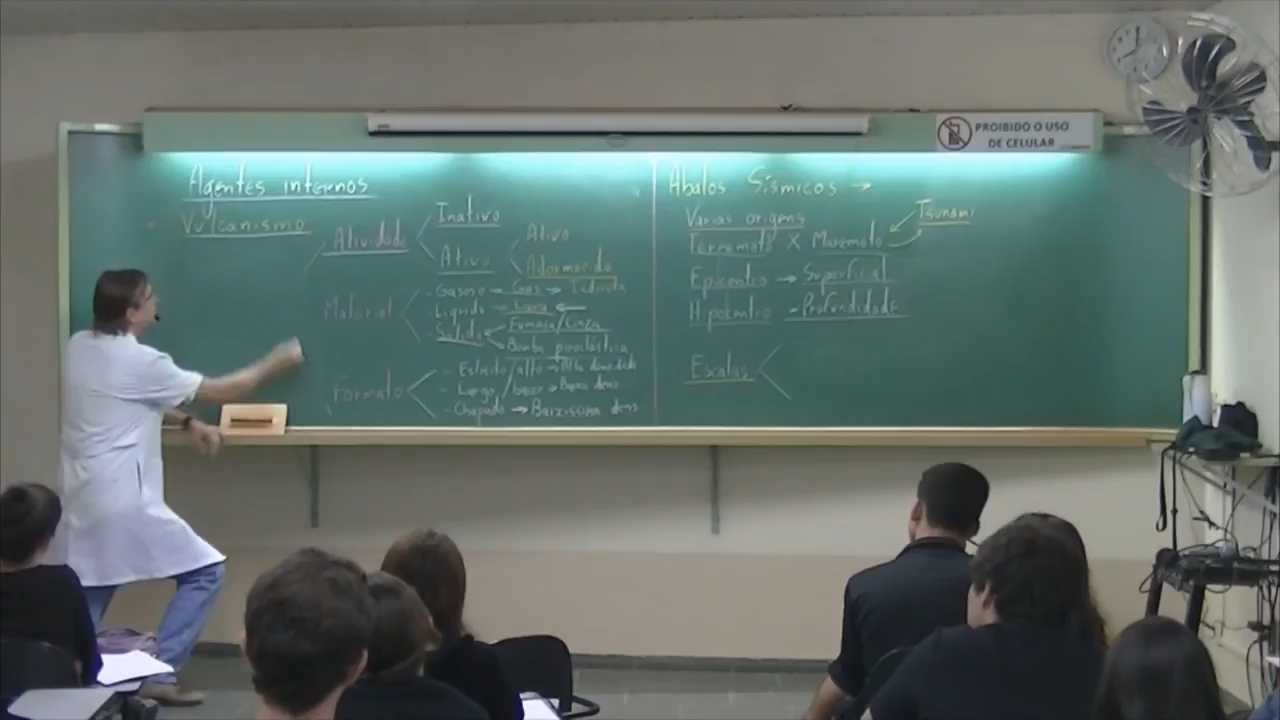 PROIBIDO O USO
DE CELULAR
Agentes internos
Vulcanismo
Atividade
Inativo
Ativo
Ativo
Adormecido
Material
- Gasoso → Gás → Indireta
- Líquido → Lava ←
- Sólido
Fumaça/Cinza
Bomba piroclástica
Formato
- Estreito/alto → Alta densidade
- Largo/baixo → Baixa dens
- Chapado → Baixíssima dens
Abalos Sísmicos →
Várias origens
Terremoto X Maremoto
Tsunami
Epicentro → Superficial
Hipocentro - Profundidade
Escalas